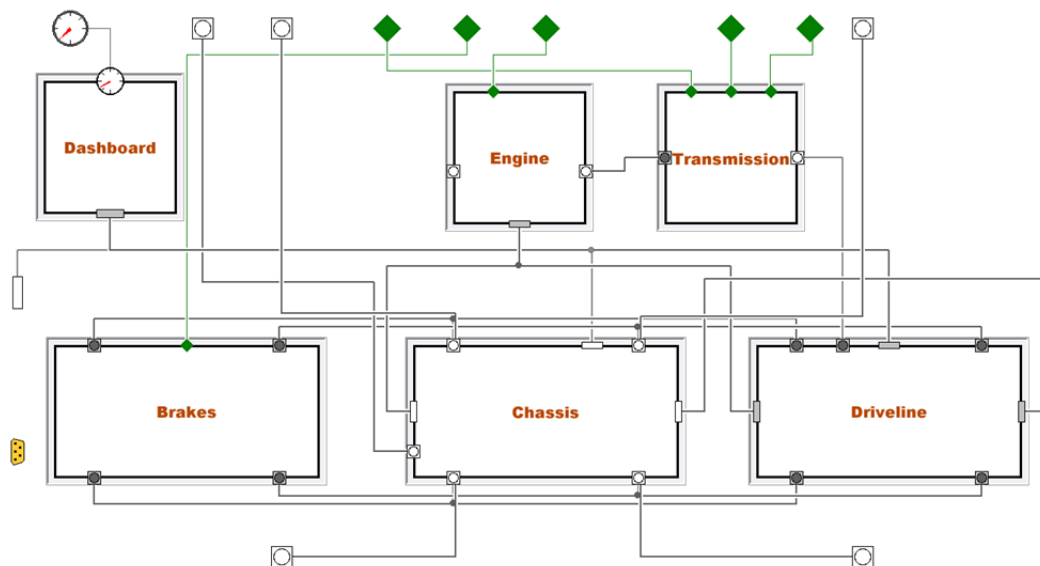 Dashboard
Engine
Transmission
Brakes
Chassis
Driveline